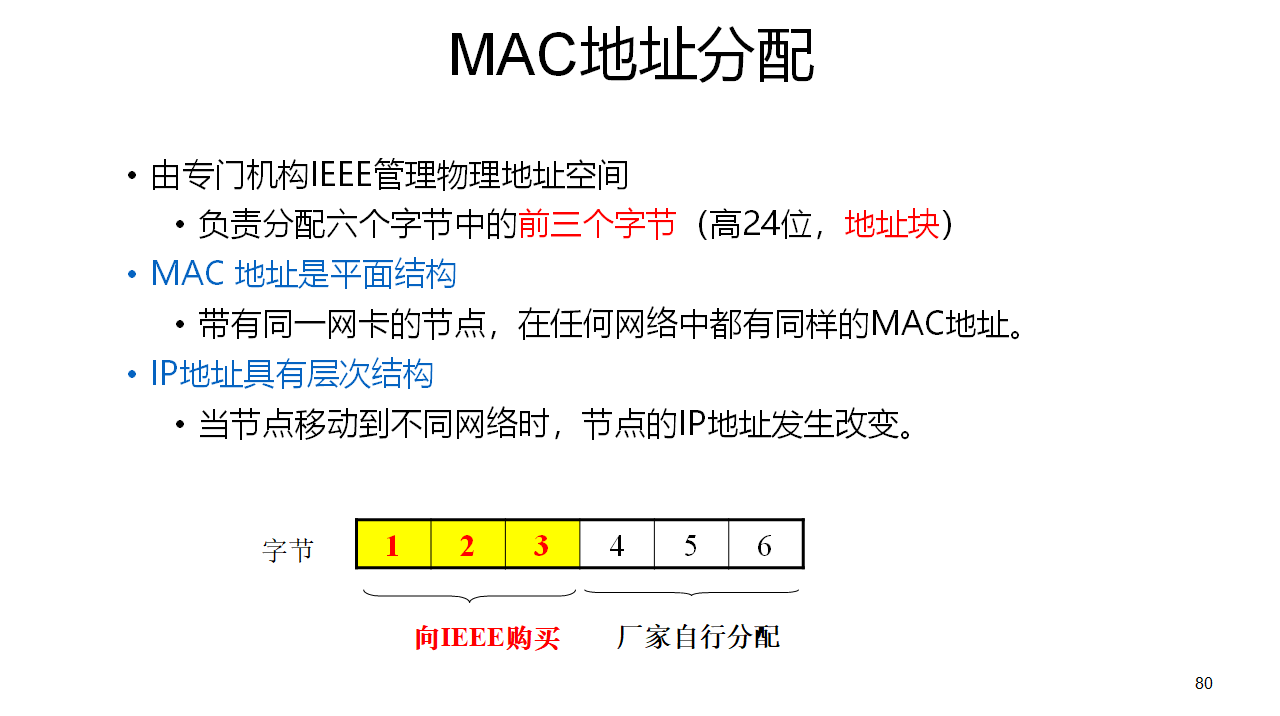 MAC地址分配
• 由专门机构IEEE管理物理地址空间
• 负责分配六个字节中的前三个字节（高24位，地址块）
• MAC 地址是平面结构
• 带有同一网卡的节点，在任何网络中都有同样的MAC地址。
• IP地址具有层次结构
• 当节点移动到不同网络时，节点的IP地址发生改变。
字节 1 2 3 4 5 6
向IEEE购买 厂家自行分配
80